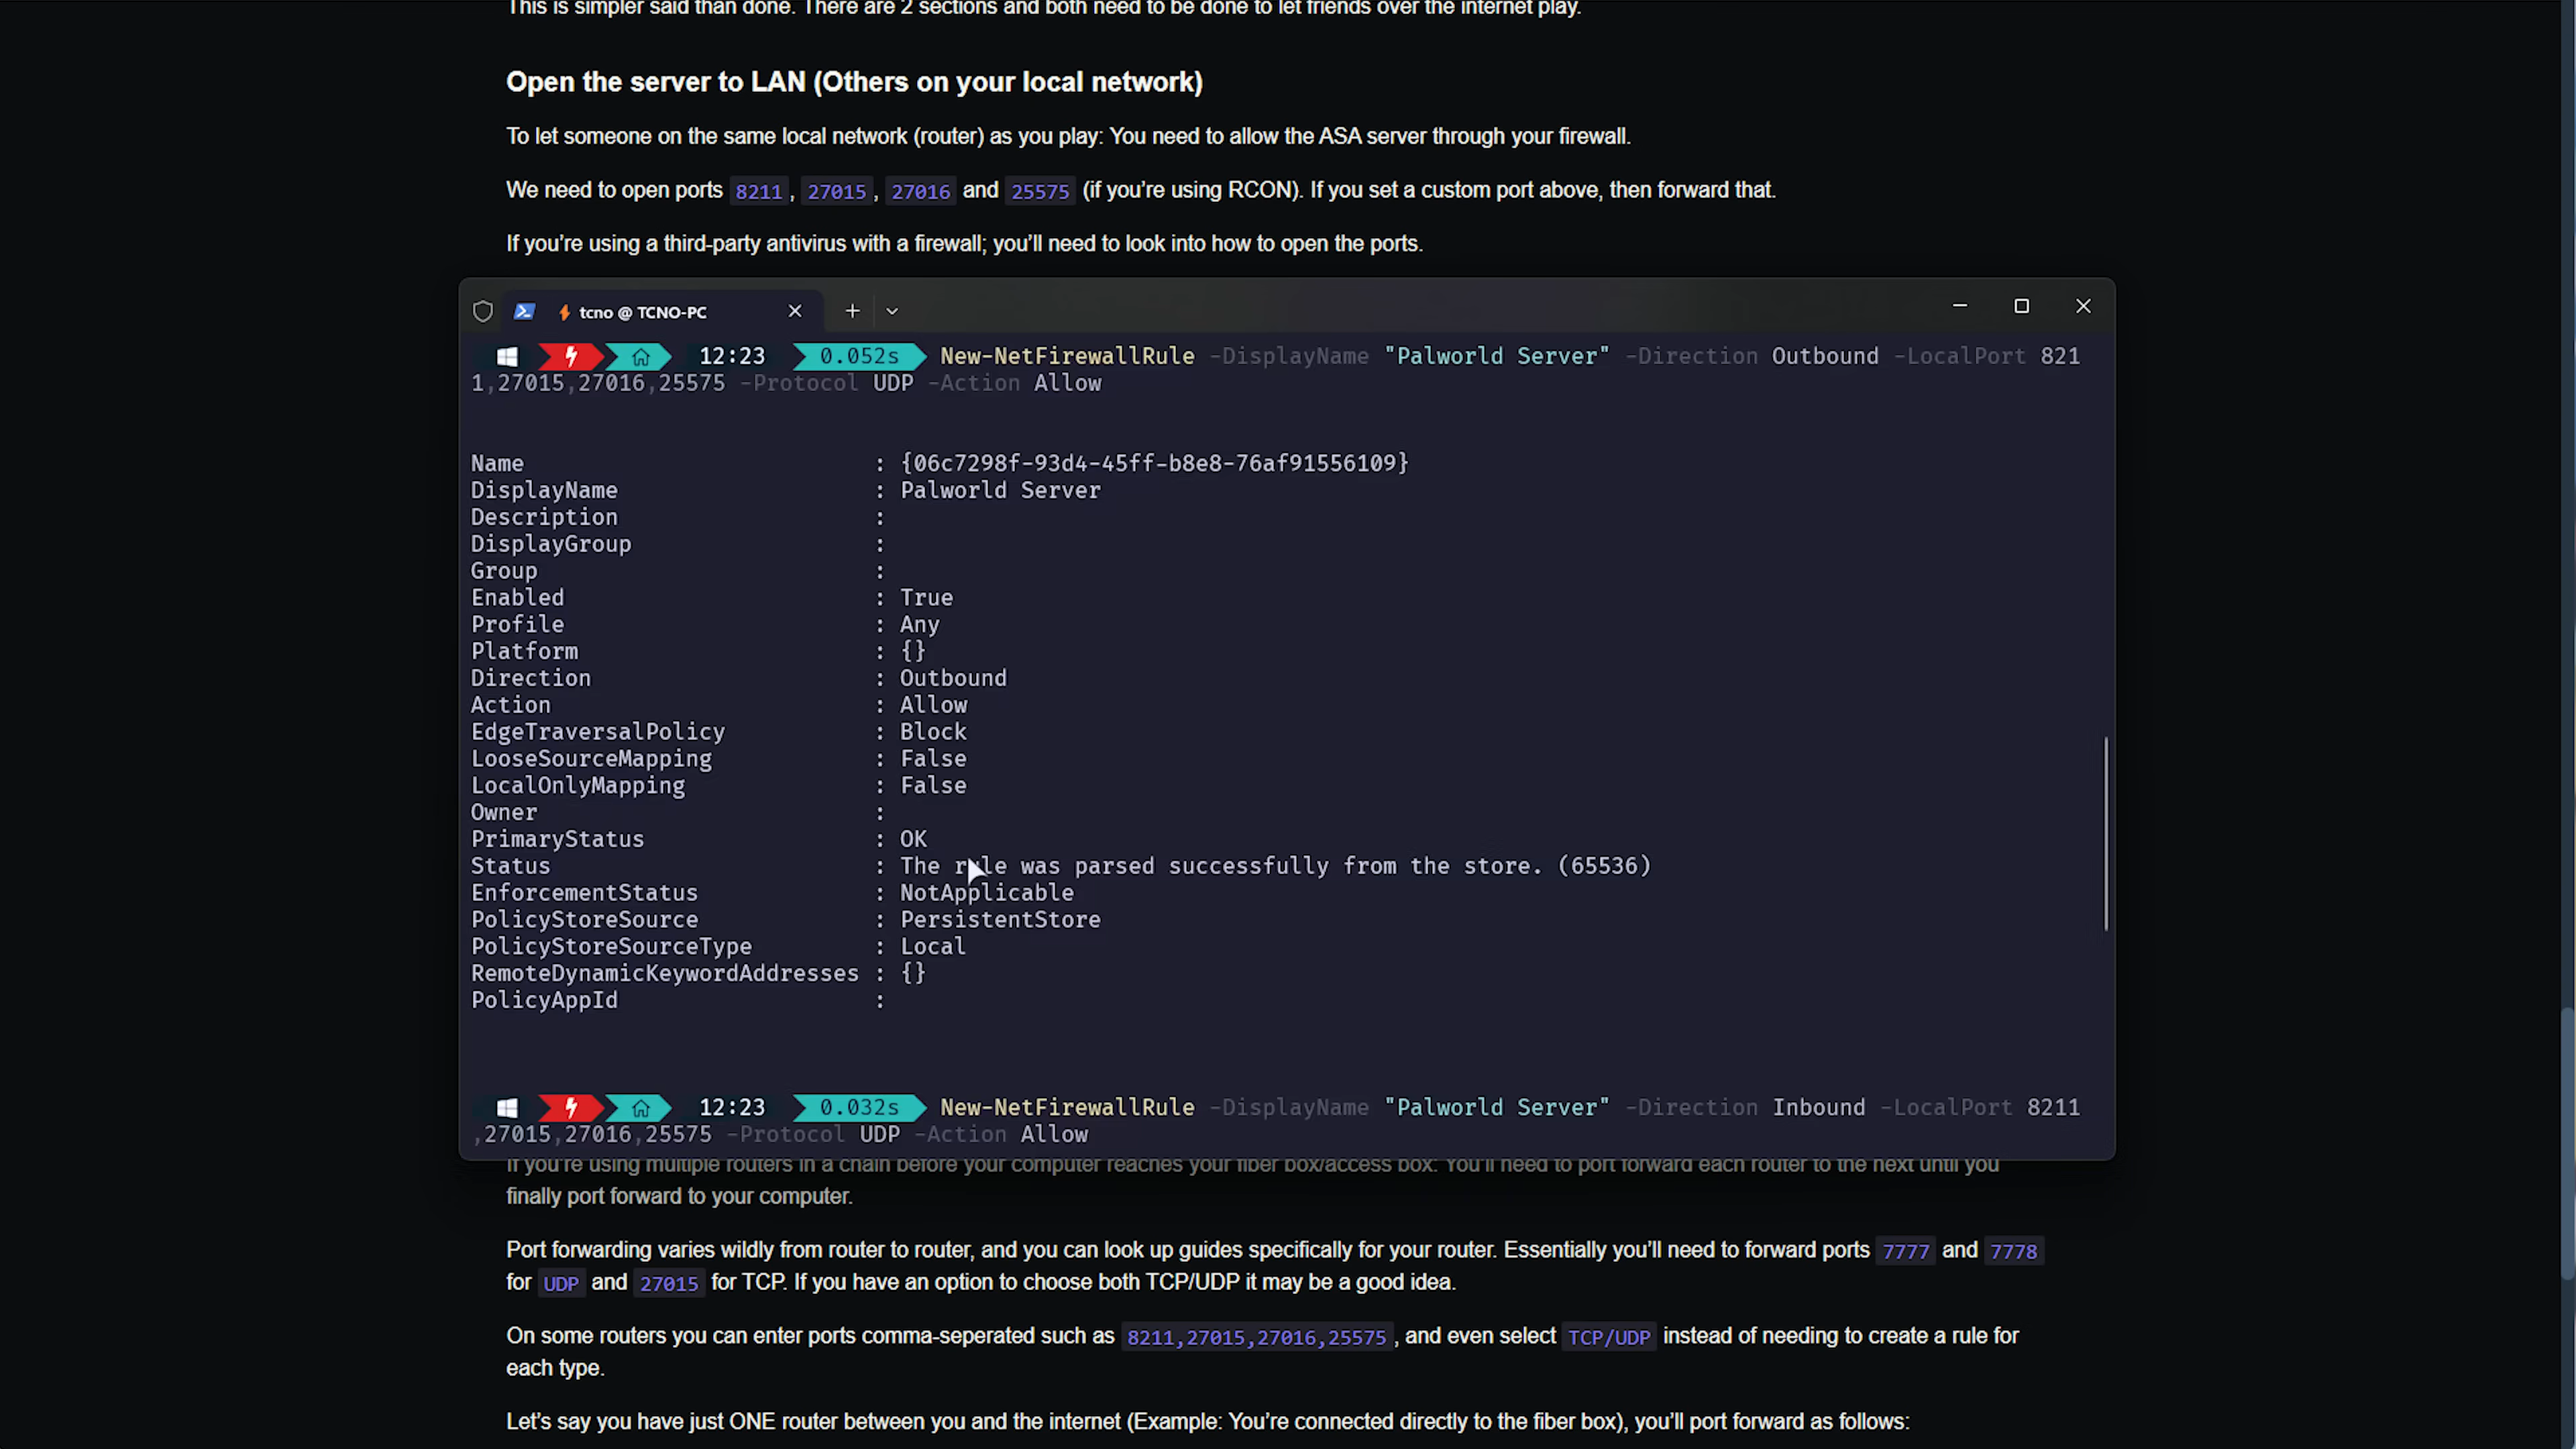 This is simpler said than done. There are 2 sections and both need to be done to let friends over the internet play.
Open the server to LAN (Others on your local network)
To let someone on the same local network (router) as you play: You need to allow the ASA server through your firewall.
We need to open ports 8211, 27015, 27016 and 25575 (if you're using RCON). If you set a custom port above, then forward that.
If you're using a third-party antivirus with a firewall; you'll need to look into how to open the ports.
tcno @ TCNO-PC
12:23 0.052s New-NetFirewallRule -DisplayName "Palworld Server" -Direction Outbound -LocalPort 821
1,27015,27016,25575 -Protocol UDP -Action Allow
Name : {06c7298f-93d4-45ff-b8e8-76af91556109}
DisplayName : Palworld Server
Description :
DisplayGroup :
Group :
Enabled : True
Profile : Any
Platform : {}
Direction : Outbound
Action : Allow
EdgeTraversalPolicy : Block
LooseSourceMapping : False
LocalOnlyMapping : False
Owner :
PrimaryStatus : OK
Status : The rule was parsed successfully from the store. (65536)
EnforcementStatus : NotApplicable
PolicyStoreSource : PersistentStore
PolicyStoreSourceType : Local
RemoteDynamicKeywordAddresses : {}
PolicyAppId :
12:23 0.032s New-NetFirewallRule -DisplayName "Palworld Server" -Direction Inbound -LocalPort 8211
,27015,27016,25575 -Protocol UDP -Action Allow
If you're using multiple routers in a chain before your computer reaches your fiber box/access box: You'll need to port forward each router to the next until you
finally port forward to your computer.
Port forwarding varies wildly from router to router, and you can look up guides specifically for your router. Essentially you'll need to forward ports 7777 and 7778
for UDP and 27015 for TCP. If you have an option to choose both TCP/UDP it may be a good idea.
On some routers you can enter ports comma-seperated such as 8211,27015,27016,25575, and even select TCP/UDP instead of needing to create a rule for
each type.
Let's say you have just ONE router between you and the internet (Example: You're connected directly to the fiber box), you'll port forward as follows: